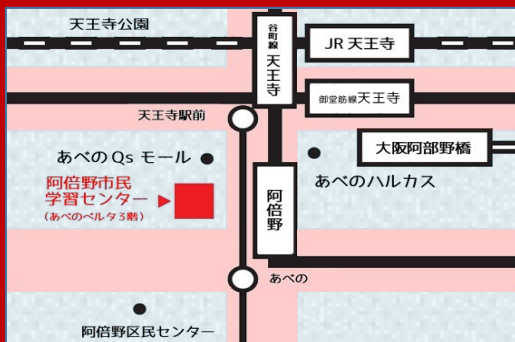 天王寺公園
谷町線
天王寺
JR 天王寺
御堂筋線天王寺
天王寺駅前
あべのQsモール
あべのハルカス
大阪阿部野橋
阿倍野市民
学習センター
(あべのベルタ3階)
阿倍野
あべの
阿倍野区民センター